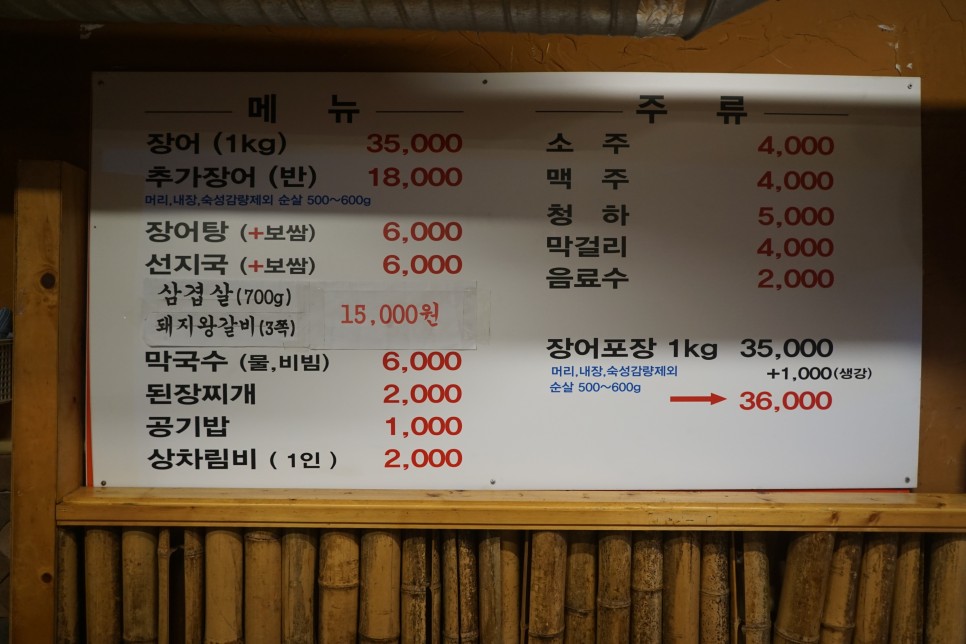 메 뉴
장어 (1kg) 35,000
추가장어 (반) 18,000
머리,내장,숙성감량제외 순살 500~600g
장어탕 (+보쌈) 6,000
선지국 (+보쌈) 6,000
삼겹살(700g)
돼지왕갈비(3쪽)
15,000원
막국수 (물,비빔) 6,000
된장찌개 2,000
공기밥 1,000
상차림비 ( 1인 ) 2,000
주 류
소 주 4,000
맥 주 4,000
청 하 5,000
막걸리 4,000
음료수 2,000
장어포장 1kg 35,000
머리,내장,숙성감량제외 +1,000(생강)
순살 500~600g
→ 36,000